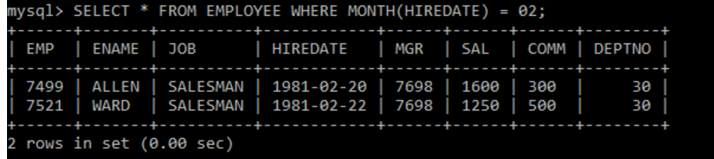 mysql> SELECT * FROM EMPLOYEE WHERE MONTH(HIREDATE) = 02;
+------+-------+----------+------------+------+------+------+--------+
| EMP | ENAME | JOB | HIREDATE | MGR | SAL | COMM | DEPTNO |
+------+-------+----------+------------+------+------+------+--------+
| 7499 | ALLEN | SALESMAN | 1981-02-20 | 7698 | 1600 | 300 | 30 |
| 7521 | WARD | SALESMAN | 1981-02-22 | 7698 | 1250 | 500 | 30 |
+------+-------+----------+------------+------+------+------+--------+
2 rows in set (0.00 sec)